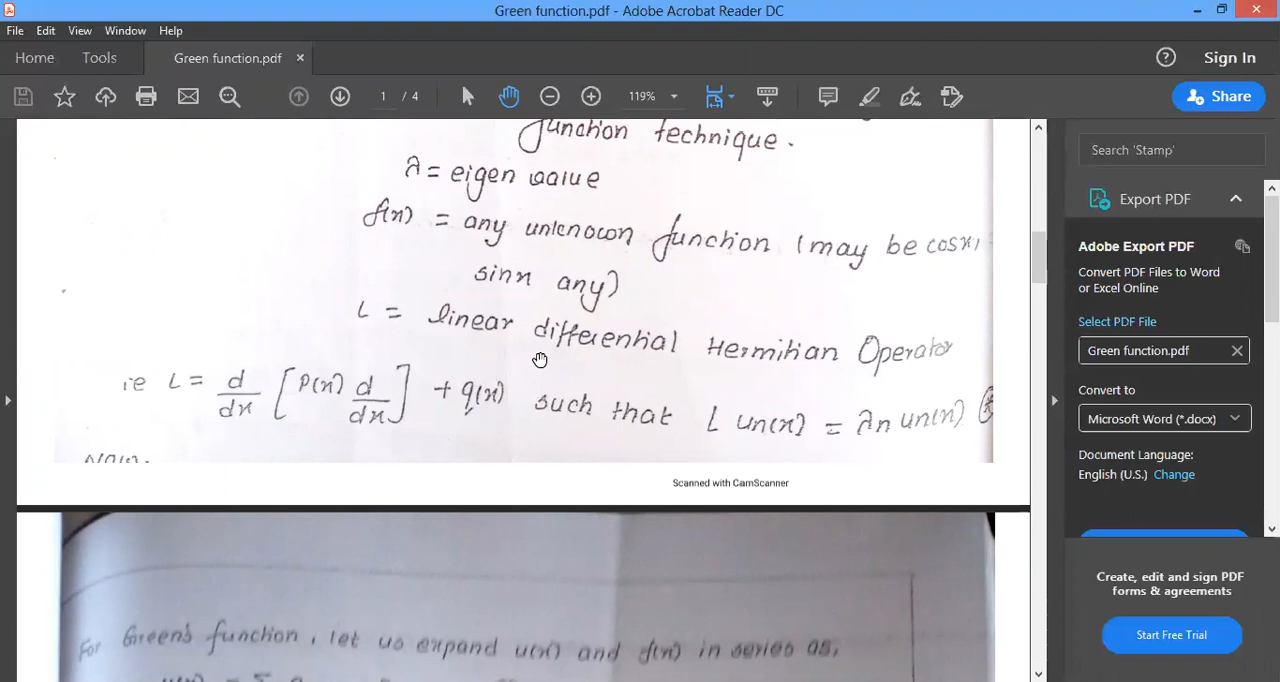 Green function.pdf - Adobe Acrobat Reader DC
File Edit View Window Help
Home Tools Green function.pdf ×
1 / 4 119% Share
? Sign In
function technique.
λ = eigen value
f(x) = any unknown function (may be cosx,
sinx any)
L = linear differential Hermitian Operator
ie L = d/dx [P(x) d/dx] + q(x) such that L un(x) = λn un(x)
Scanned with CamScanner
For Green's function, let us expand u(x) and f(x) in series as,
Search 'Stamp'
Export PDF
Adobe Export PDF
Convert PDF Files to Word
or Excel Online
Select PDF File
Green function.pdf
Convert to
Microsoft Word (*.docx)
Document Language:
English (U.S.) Change
Create, edit and sign PDF
forms & agreements
Start Free Trial